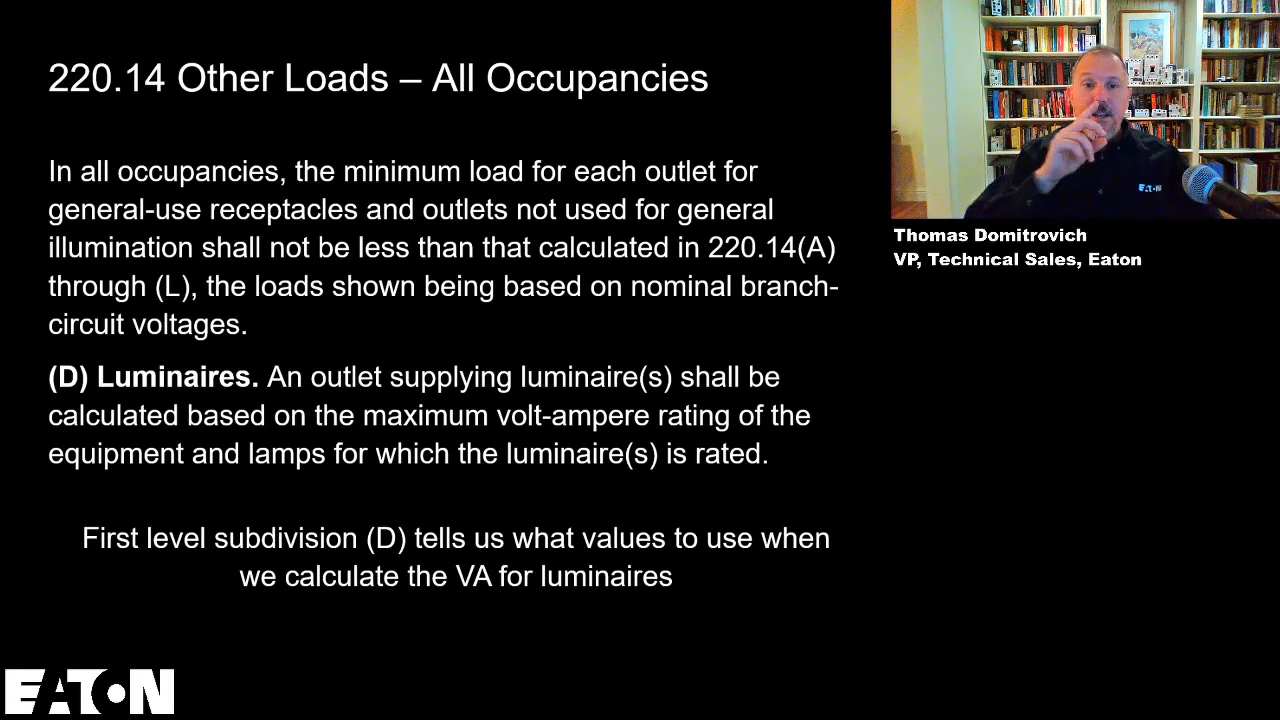 220.14 Other Loads – All Occupancies
In all occupancies, the minimum load for each outlet for
general-use receptacles and outlets not used for general
illumination shall not be less than that calculated in 220.14(A)
through (L), the loads shown being based on nominal branch-
circuit voltages.
(D) Luminaires. An outlet supplying luminaire(s) shall be
calculated based on the maximum volt-ampere rating of the
equipment and lamps for which the luminaire(s) is rated.
First level subdivision (D) tells us what values to use when
we calculate the VA for luminaires
EATON
Thomas Domitrovich
VP, Technical Sales, Eaton
EATON